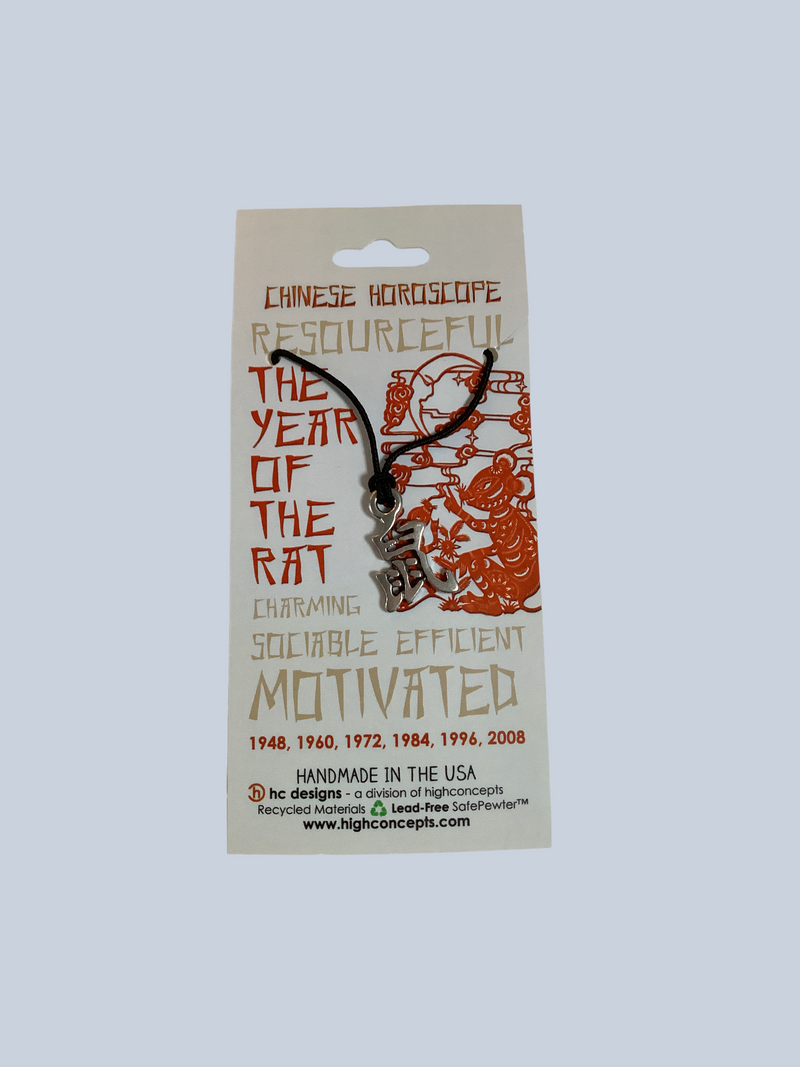 CHINESE HOROSCOPE
RESOURCEFUL
THE
YEAR
OF
THE
RAT
鼠
CHARMING
SOCIABLE EFFICIENT
MOTIVATED
1948, 1960, 1972, 1984, 1996, 2008
HANDMADE IN THE USA
h hc designs - a division of highconcepts
Recycled Materials Lead-Free SafePewter™
www.highconcepts.com